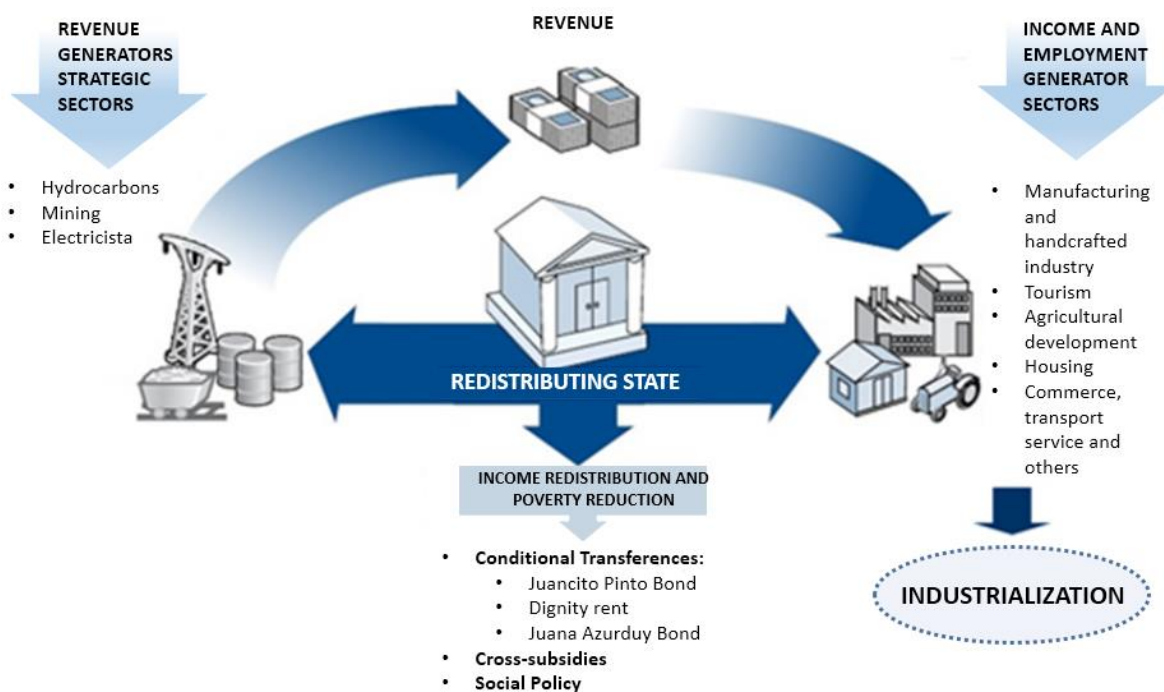 REVENUE
GENERATORS
STRATEGIC
SECTORS
• Hydrocarbons
• Mining
• Electricista
REVENUE
INCOME AND
EMPLOYMENT
GENERATOR
SECTORS
• Manufacturing
and
handcrafted
industry
• Tourism
• Agricultural
development
• Housing
• Commerce,
transport
service and
others
REDISTRIBUTING STATE
INCOME REDISTRIBUTION AND
POVERTY REDUCTION
• Conditional Transferences:
• Juancito Pinto Bond
• Dignity rent
• Juana Azurduy Bond
• Cross-subsidies
• Social Policy
INDUSTRIALIZATION